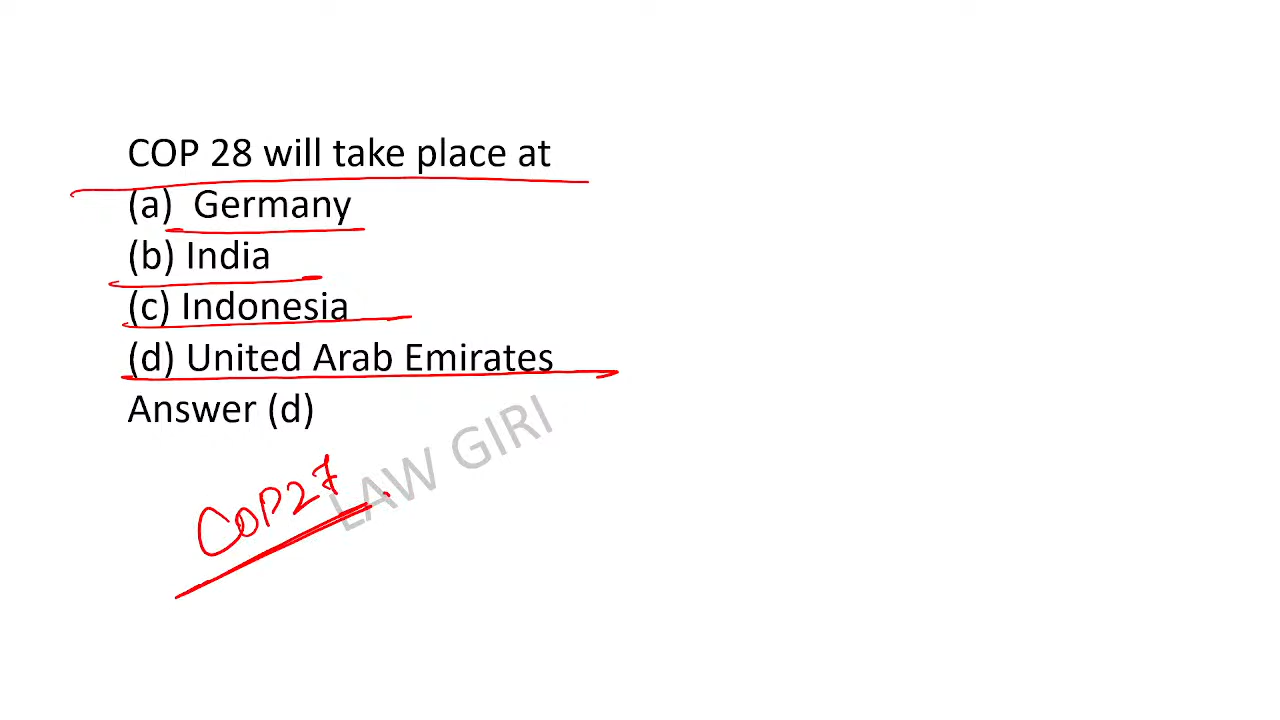 COP 28 will take place at
(a) Germany
(b) India
(c) Indonesia
(d) United Arab Emirates
Answer (d)
LAW GIRI
COP27